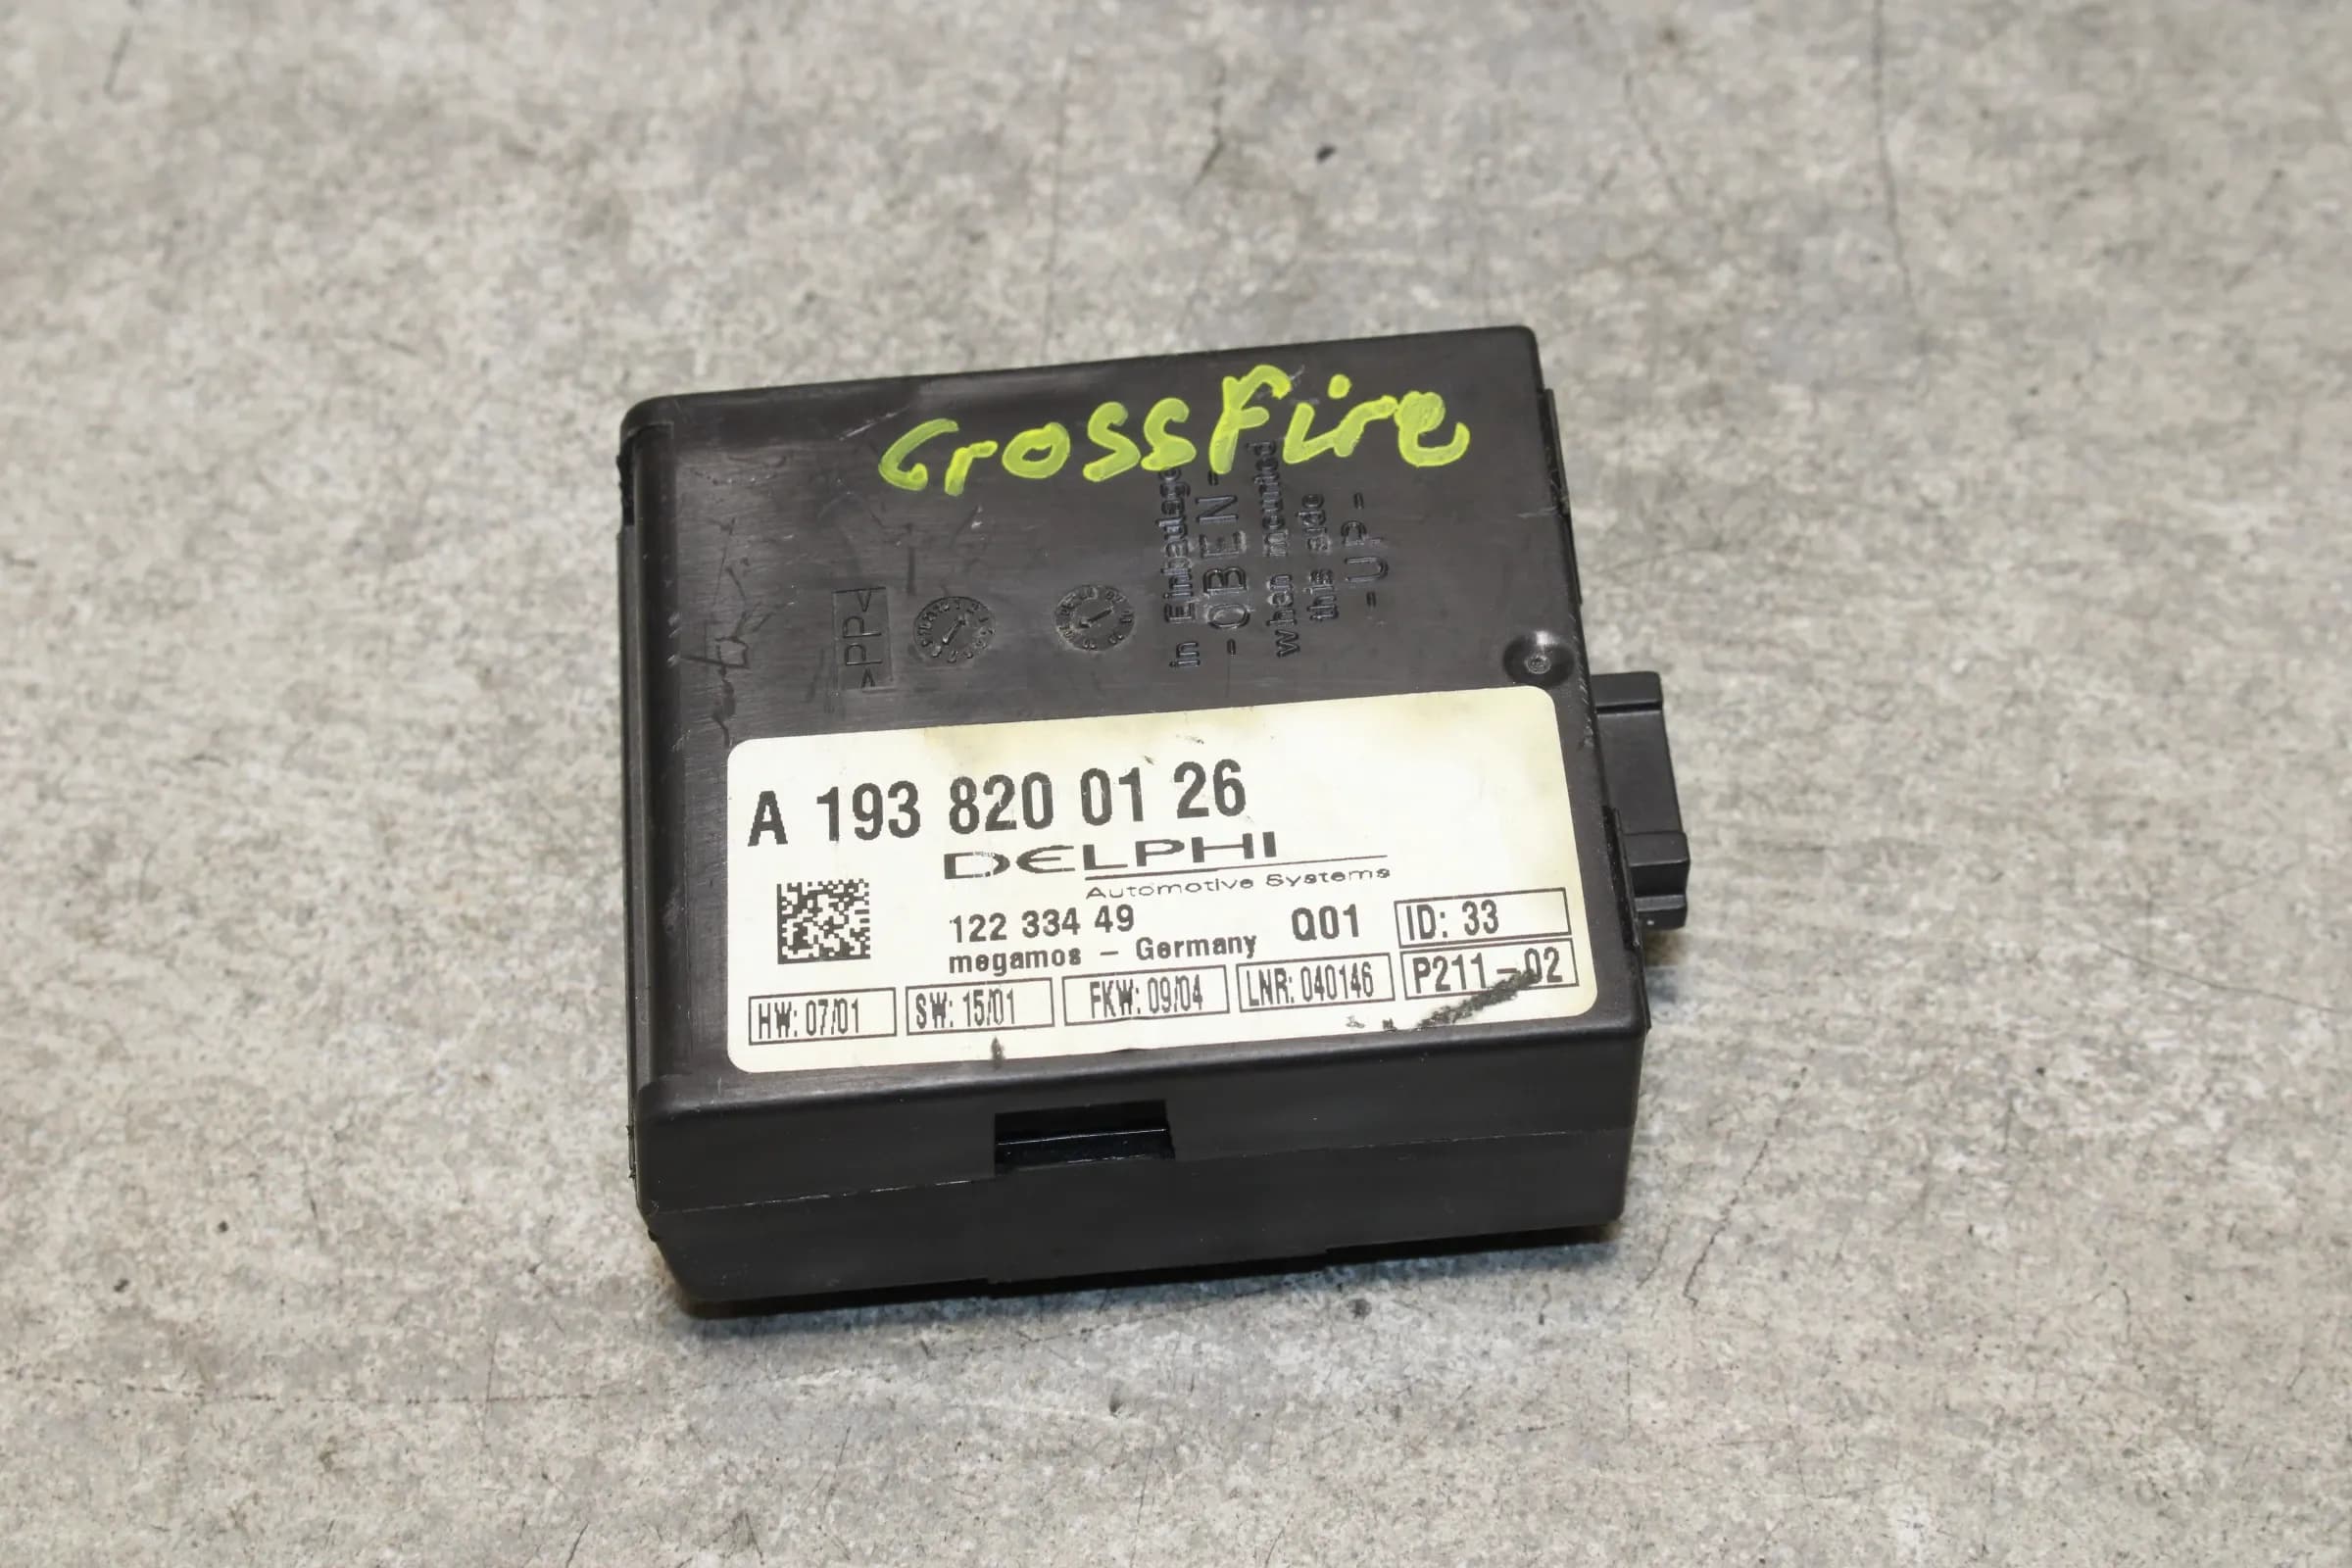 crossfire
in Einbaulage
- OBEN -
when mounted
this side
- UP -
>PP<
A 193 820 01 26
DELPHI
Automotive Systems
122 334 49 Q01 ID: 33
megamos – Germany P211-02
HW: 07/01 SW: 15/01 FKW: 09/04 LNR: 040146